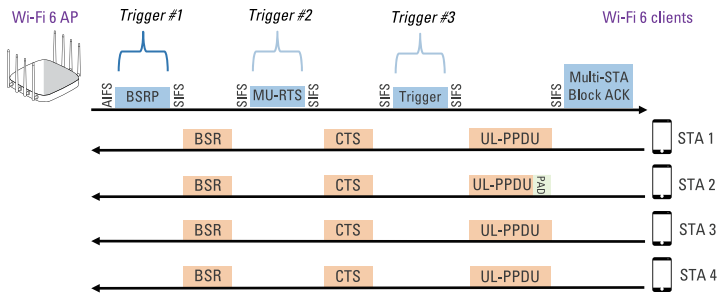 Wi-Fi 6 AP
Trigger #1
Trigger #2
Trigger #3
Wi-Fi 6 clients
AIFS
BSRP
SIFS
SIFS
MU-RTS
SIFS
SIFS
Trigger
SIFS
SIFS
Multi-STA
Block ACK
BSR
CTS
UL-PPDU
STA 1
BSR
CTS
UL-PPDU
PAD
STA 2
BSR
CTS
UL-PPDU
STA 3
BSR
CTS
UL-PPDU
STA 4